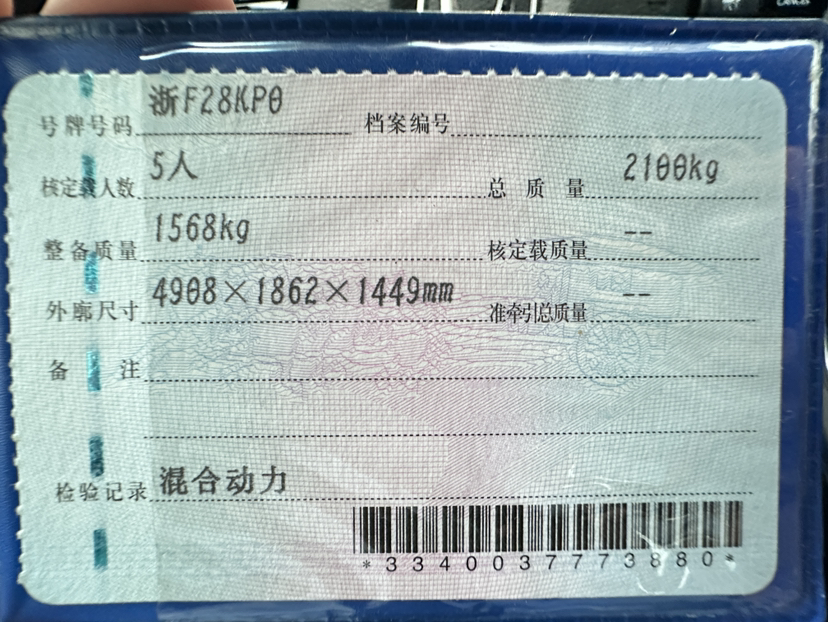 号牌号码 浙F28KP0 档案编号
核定载人数 5人 总质量 2100kg
整备质量 1568kg 核定载质量 --
外廓尺寸 4908×1862×1449mm 准牵引总质量 --
备注
检验记录 混合动力
*3340037773880*